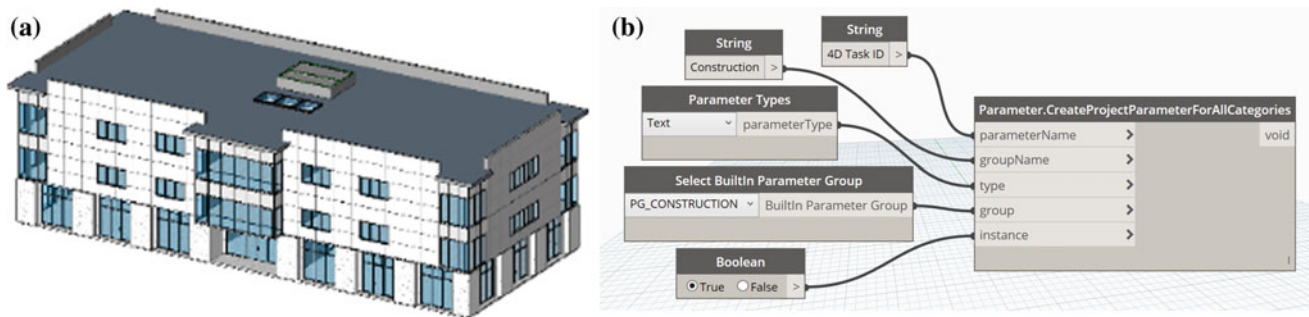 (a)
(b)
String
Construction >
String
4D Task ID >
Parameter Types
Text parameterType
Select BuiltIn Parameter Group
PG_CONSTRUCTION BuiltIn Parameter Group
Boolean
True False >
Parameter.CreateProjectParameterForAllCategories
parameterName > void
groupName >
type >
group >
instance >